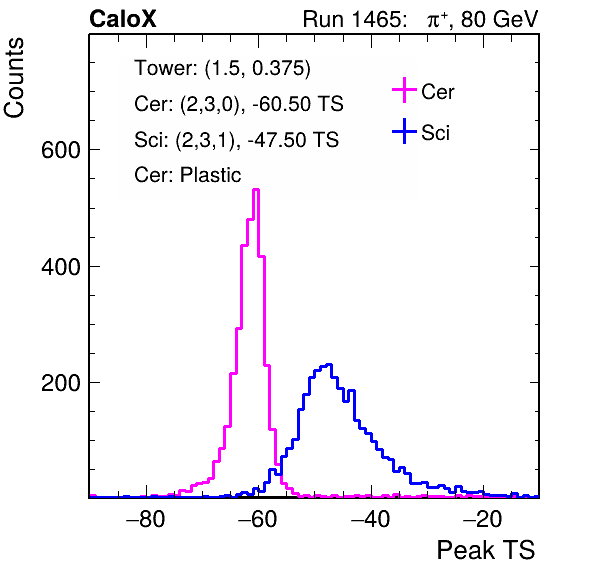 CaloX Run 1465: π⁺, 80 GeV
Counts
Tower: (1.5, 0.375)
Cer: (2,3,0), -60.50 TS
Sci: (2,3,1), -47.50 TS
Cer: Plastic
Cer
Sci
600
400
200
−80 −60 −40 −20
Peak TS